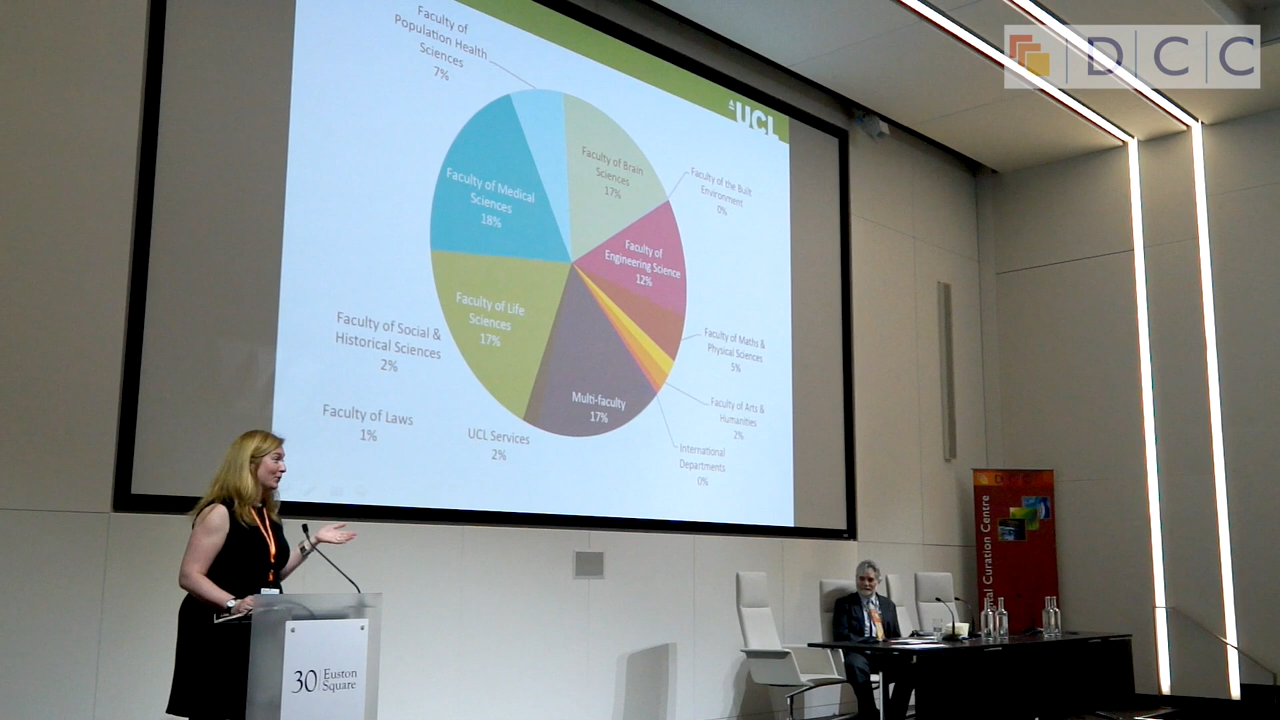 Faculty of
Population Health
Sciences
7%
UCL
DCC
Faculty of Brain
Sciences
17%
Faculty of the Built
Environment
0%
Faculty of Medical
Sciences
18%
Faculty of
Engineering Science
12%
Faculty of Life
Sciences
17%
Faculty of Social &
Historical Sciences
2%
Faculty of Maths &
Physical Sciences
5%
Multi-faculty
17%
Faculty of Arts &
Humanities
2%
Faculty of Laws
1%
UCL Services
2%
International
Departments
0%
Curation Centre
30 Euston
Square